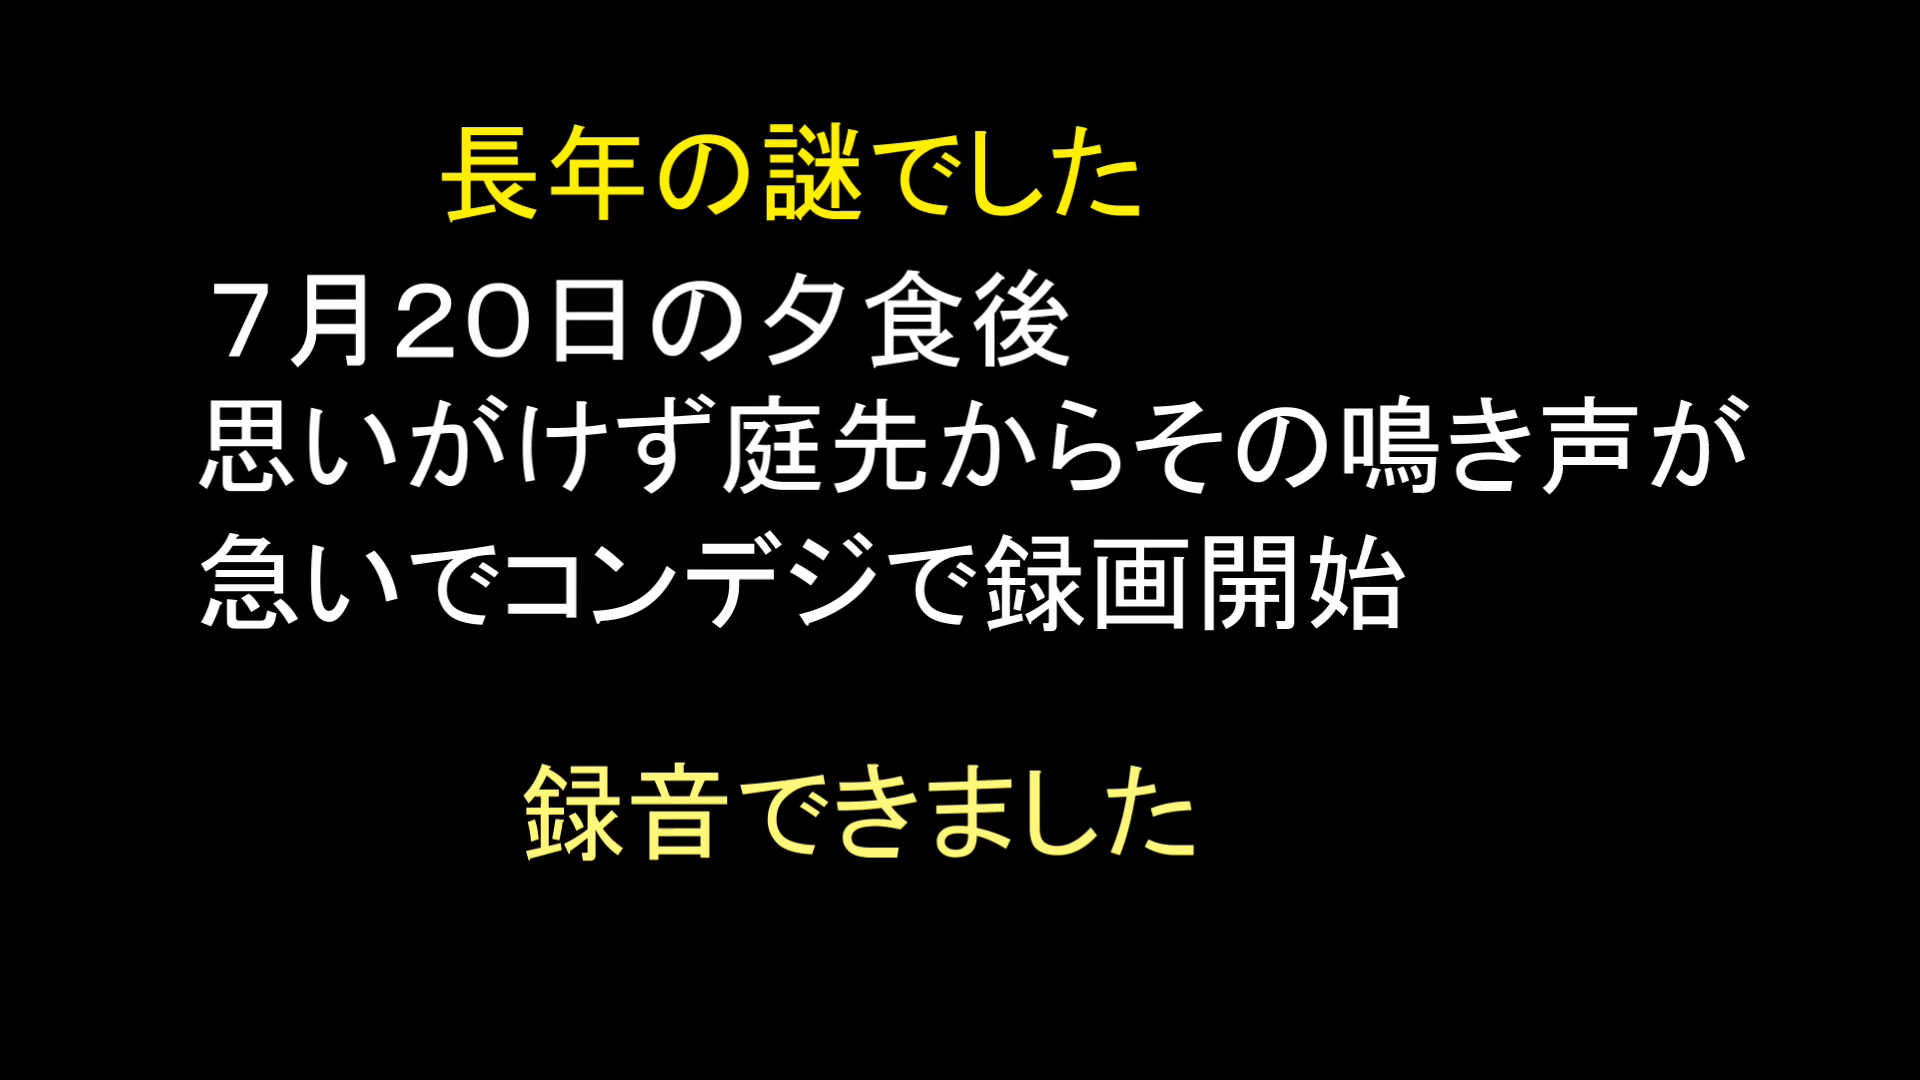 長年の謎でした
７月２０日の夕食後
思いがけず庭先からその鳴き声が
急いでコンデジで録画開始
録音できました